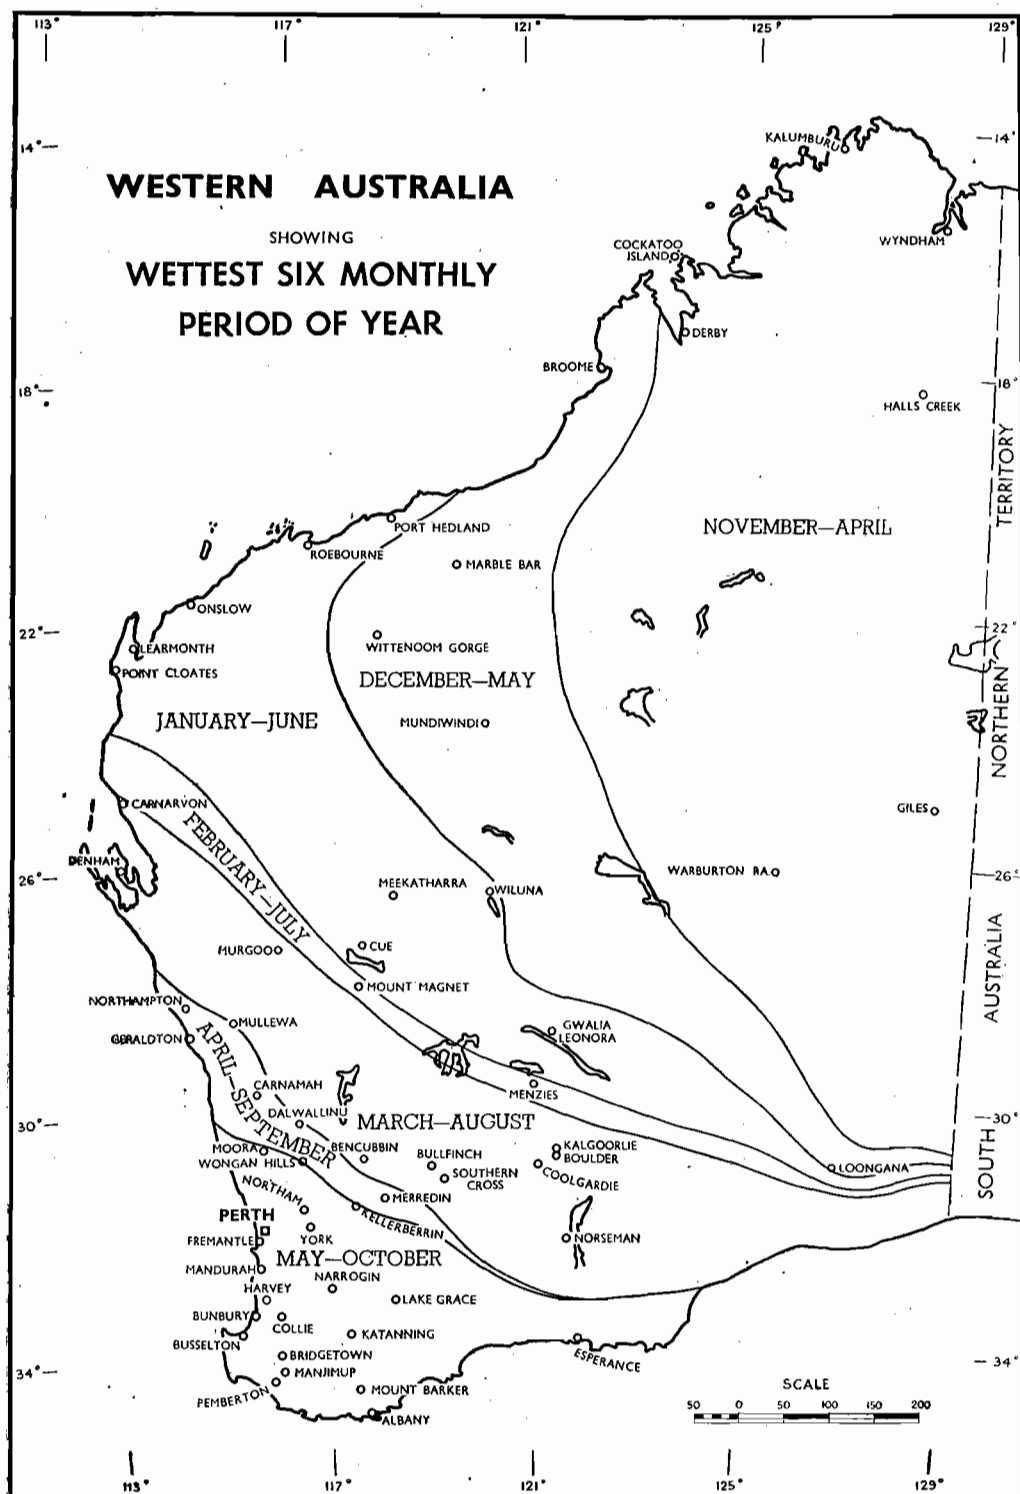 113° 117° 121° 125° 129°
14° 14°
KALUMBURU
WESTERN AUSTRALIA
SHOWING
WETTEST SIX MONTHLY
PERIOD OF YEAR
WYNDHAM
COCKATOO
ISLAND
DERBY
BROOME
18° 18°
HALLS CREEK
NORTHERN TERRITORY
PORT HEDLAND
NOVEMBER—APRIL
ROEBOURNE
MARBLE BAR
ONSLOW
22° 22°
LEARMONTH
WITTENOOM GORGE
POINT CLOATES
DECEMBER—MAY
JANUARY—JUNE
MUNDIWINDI
CARNARVON
GILES
FEBRUARY—JULY
DENHAM
26° 26°
WARBURTON RA.
MEEKATHARRA
WILUNA
SOUTH AUSTRALIA
MURGOO
CUE
MOUNT MAGNET
NORTHAMPTON
MULLEWA
GERALDTON
GWALIA
LEONORA
APRIL—SEPTEMBER
CARNAMAH
MENZIES
DALWALLINU
30° 30°
MARCH—AUGUST
MOORA
BENCUBBIN
KALGOORLIE
BOULDER
WONGAN HILLS
BULLFINCH
LOONGANA
SOUTHERN
CROSS
COOLGARDIE
NORTHAM
MERREDIN
KELLERBERRIN
PERTH
YORK
FREMANTLE
NORSEMAN
MAY—OCTOBER
MANDURAH
NARROGIN
HARVEY
LAKE GRACE
BUNBURY
COLLIE
KATANNING
BUSSELTON
BRIDGETOWN
ESPERANCE
34° 34°
MANJIMUP
PEMBERTON
MOUNT BARKER
ALBANY
SCALE
50 0 50 100 150 200
113° 117° 121° 125° 129°